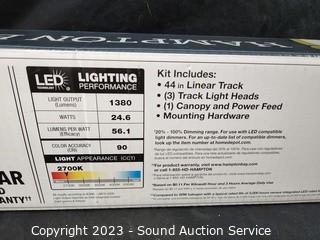 HAMPTON
LED
TECHNOLOGY
LIGHTING
PERFORMANCE
LIGHT OUTPUT
(Lumens)
1380
WATTS
24.6
LUMENS PER WATT
(Efficacy)
56.1
COLOR ACCURACY
(CRI)
90
LIGHT APPEARANCE (CCT)
2700K
Kit Includes:
• 44 in Linear Track
• (3) Track Light Heads
• (1) Canopy and Power Feed
• Mounting Hardware
20% - 100% Dimming range. For use with LED compatible
light dimmers. For an up-to-date list of compatible dimmers,
look up the item number at homedepot.com.
For product warranty, visit www.hamptonbay.com
or call 1-855-HD-HAMPTON
AR
D
ANTY
Copyright 2023 - Sound Auction Service